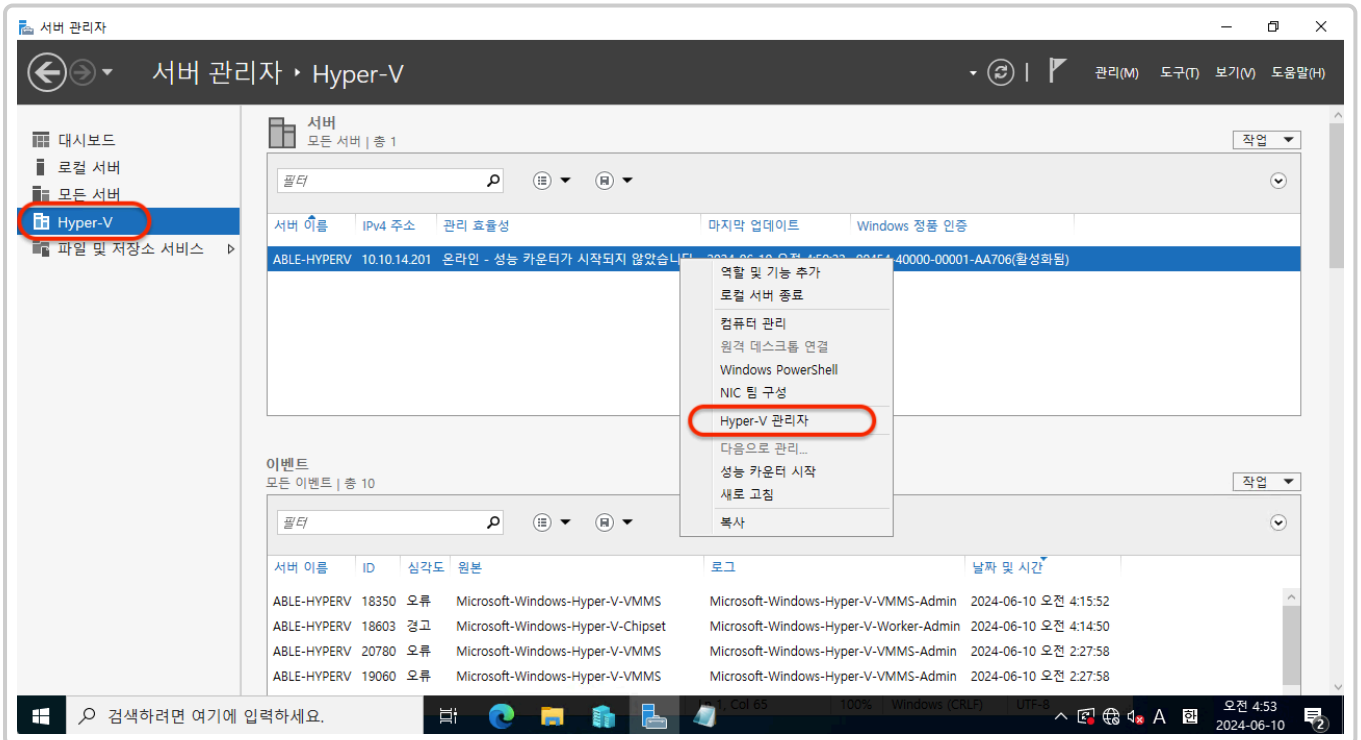 서버 관리자
서버 관리자 ‣ Hyper-V
관리(M) 도구(T) 보기(V) 도움말(H)
대시보드
로컬 서버
모든 서버
Hyper-V
파일 및 저장소 서비스
서버
모든 서버 | 총 1
작업
필터
서버 이름 IPv4 주소 관리 효율성 마지막 업데이트 Windows 정품 인증
ABLE-HYPERV 10.10.14.201 온라인 - 성능 카운터가 시작되지 않았습니다 40000-00001-AA706(활성화됨)
역할 및 기능 추가
로컬 서버 종료
컴퓨터 관리
원격 데스크톱 연결
Windows PowerShell
NIC 팀 구성
Hyper-V 관리자
다음으로 관리...
성능 카운터 시작
새로 고침
복사
이벤트
모든 이벤트 | 총 10
작업
필터
서버 이름 ID 심각도 원본 로그 날짜 및 시간
ABLE-HYPERV 18350 오류 Microsoft-Windows-Hyper-V-VMMS Microsoft-Windows-Hyper-V-VMMS-Admin 2024-06-10 오전 4:15:52
ABLE-HYPERV 18603 경고 Microsoft-Windows-Hyper-V-Chipset Microsoft-Windows-Hyper-V-Worker-Admin 2024-06-10 오전 4:14:50
ABLE-HYPERV 20780 오류 Microsoft-Windows-Hyper-V-VMMS Microsoft-Windows-Hyper-V-VMMS-Admin 2024-06-10 오전 2:27:58
ABLE-HYPERV 19060 오류 Microsoft-Windows-Hyper-V-VMMS Microsoft-Windows-Hyper-V-VMMS-Admin 2024-06-10 오전 2:27:58
Col 65 100% Windows (CRLF) UTF-8
검색하려면 여기에 입력하세요.
A 한
오전 4:53
2024-06-10
2